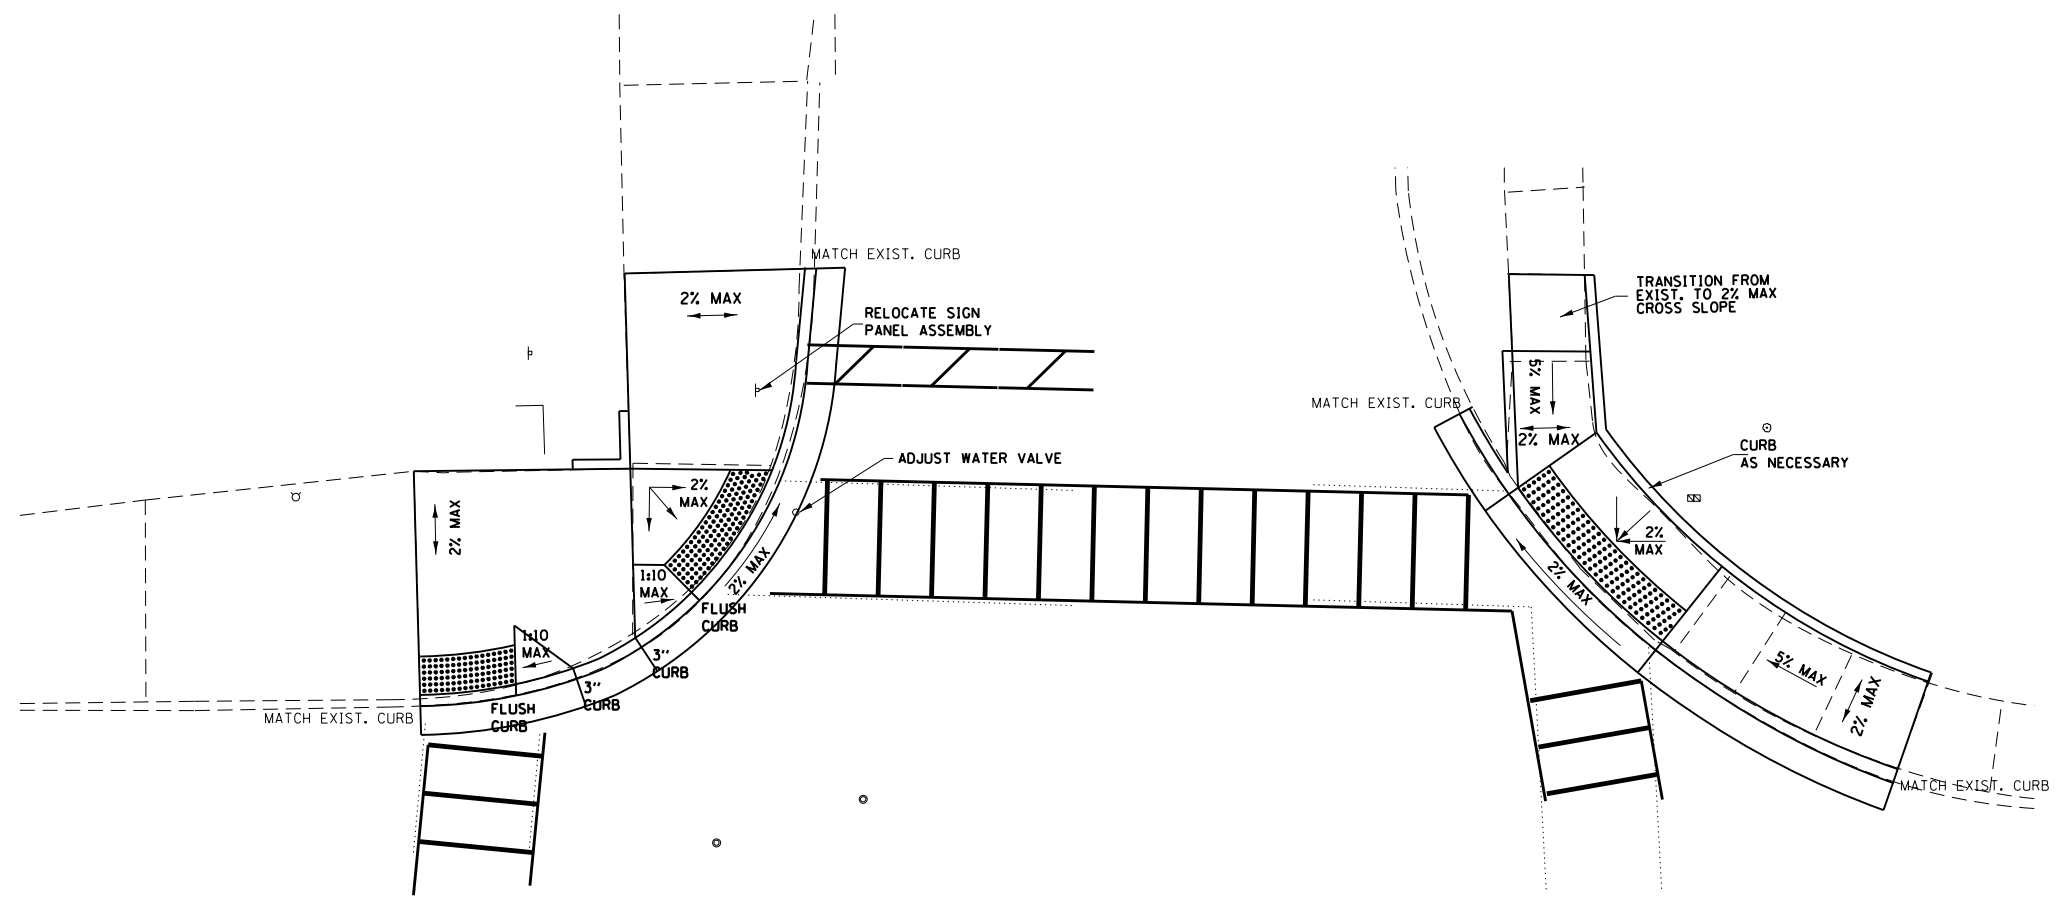 MATCH EXIST. CURB
2% MAX
RELOCATE SIGN
PANEL ASSEMBLY
ADJUST WATER VALVE
2% MAX
2%
MAX
1:10
MAX
2% MAX
FLUSH
CURB
1:10
MAX
3"
CURB
3"
CURB
FLUSH
CURB
MATCH EXIST. CURB
TRANSITION FROM
EXIST. TO 2% MAX
CROSS SLOPE
5% MAX
MATCH EXIST. CURB
2% MAX
CURB
AS NECESSARY
2%
MAX
2% MAX
5% MAX
2% MAX
MATCH EXIST. CURB